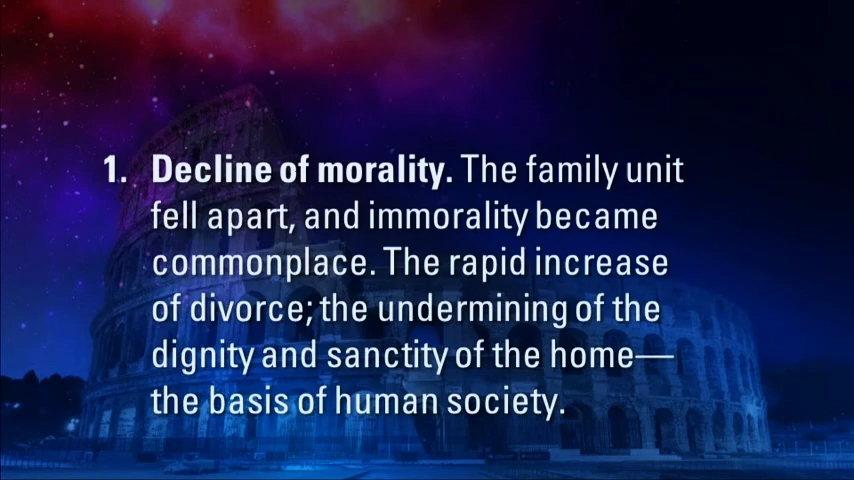 1. Decline of morality. The family unit
fell apart, and immorality became
commonplace. The rapid increase
of divorce; the undermining of the
dignity and sanctity of the home—
the basis of human society.